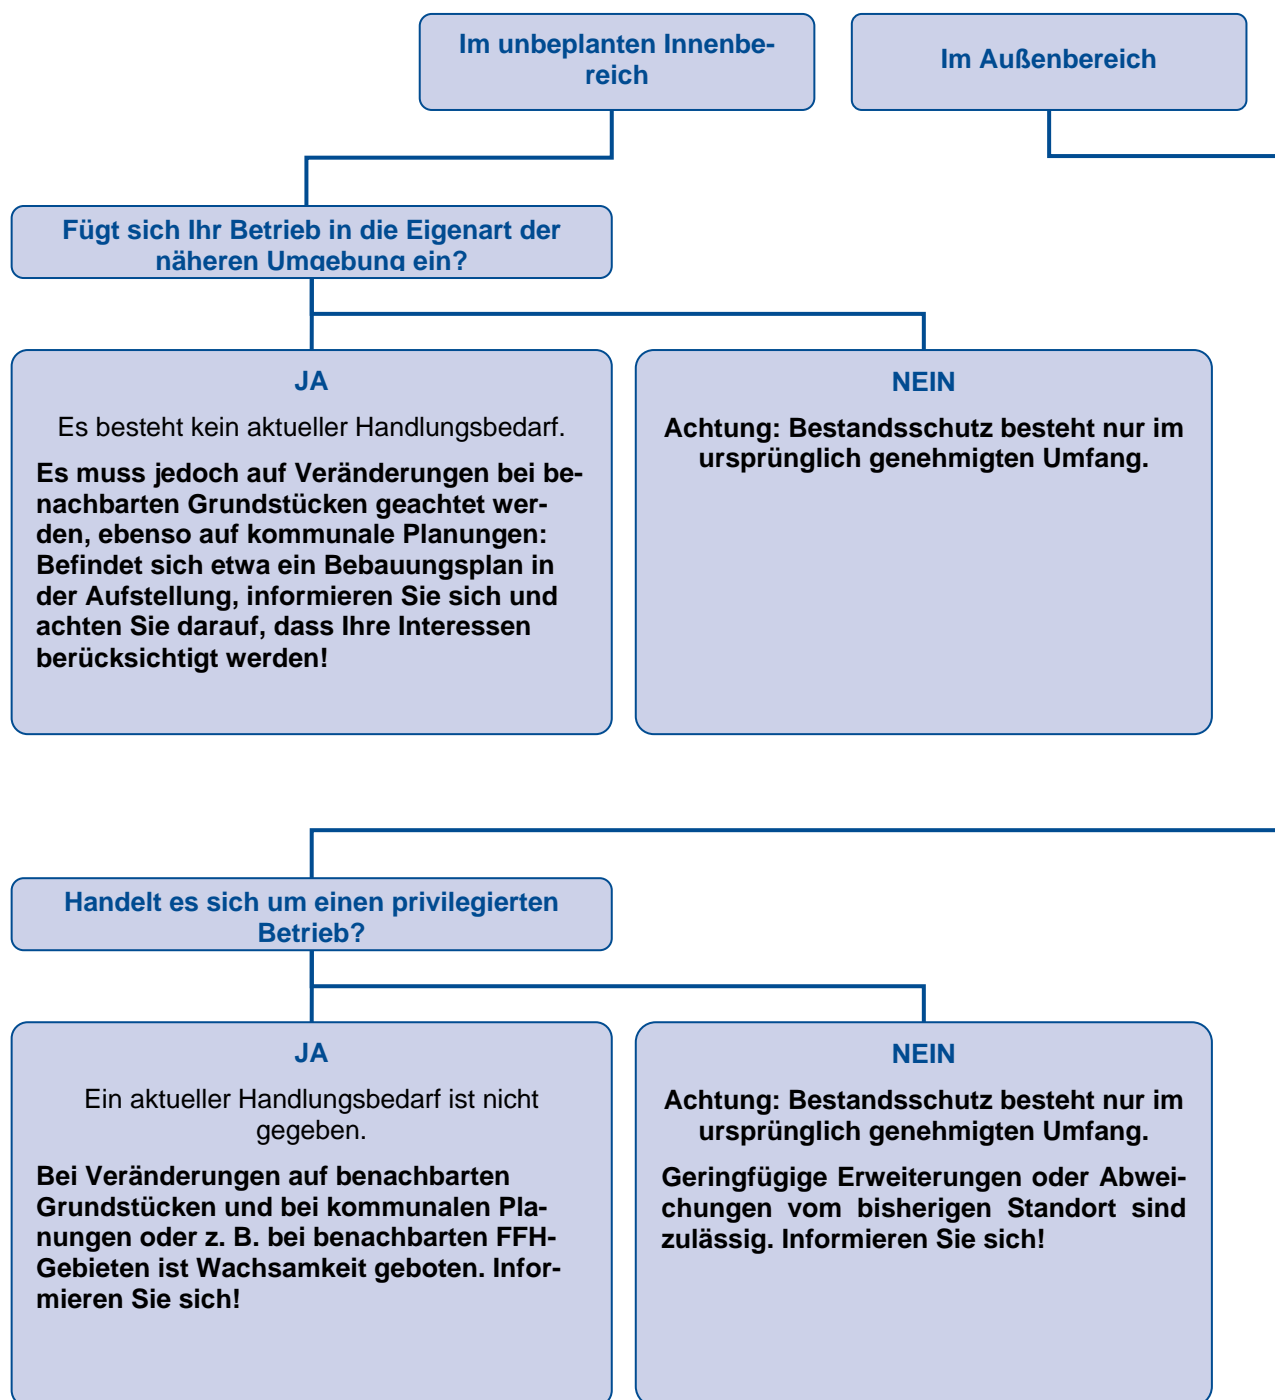 Im unbeplanten Innenbe-
reich
Im Außenbereich
Fügt sich Ihr Betrieb in die Eigenart der
näheren Umgebung ein?
JA
Es besteht kein aktueller Handlungsbedarf.
Es muss jedoch auf Veränderungen bei be-
nachbarten Grundstücken geachtet wer-
den, ebenso auf kommunale Planungen:
Befindet sich etwa ein Bebauungsplan in
der Aufstellung, informieren Sie sich und
achten Sie darauf, dass Ihre Interessen
berücksichtigt werden!
NEIN
Achtung: Bestandsschutz besteht nur im
ursprünglich genehmigten Umfang.
Handelt es sich um einen privilegierten
Betrieb?
JA
Ein aktueller Handlungsbedarf ist nicht
gegeben.
Bei Veränderungen auf benachbarten
Grundstücken und bei kommunalen Pla-
nungen oder z. B. bei benachbarten FFH-
Gebieten ist Wachsamkeit geboten. Infor-
mieren Sie sich!
NEIN
Achtung: Bestandsschutz besteht nur im
ursprünglich genehmigten Umfang.
Geringfügige Erweiterungen oder Abwei-
chungen vom bisherigen Standort sind
zulässig. Informieren Sie sich!